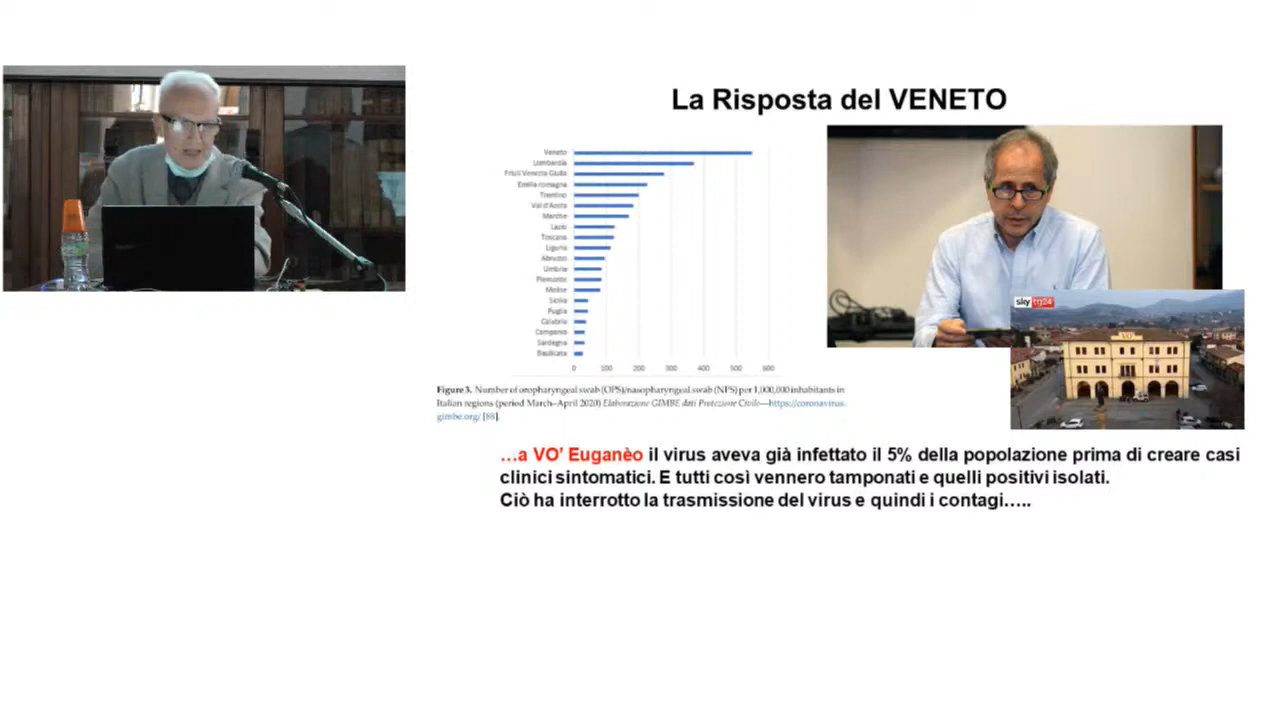 La Risposta del VENETO
Veneto
Lombardia
Friuli Venezia Giulia
Emilia romagna
Trentino
Val d'Aosta
Marche
Lazio
Toscana
Liguria
Abruzzo
Umbria
Piemonte
Molise
Sicilia
Puglia
Calabria
Campania
Sardegna
Basilicata
0 100 200 300 400 500 600
Figure 3. Number of oropharyngeal swab (OPS)/nasopharyngeal swab (NPS) per 1,000,000 inhabitants in
Italian regions (period March–April 2020) Elaborazione GIMBE dati Protezione Civile—https://coronavirus.
gimbe.org/ [88].
sky tg24
VO'
…a VO' Euganèo il virus aveva già infettato il 5% della popolazione prima di creare casi
clinici sintomatici. E tutti così vennero tamponati e quelli positivi isolati.
Ciò ha interrotto la trasmissione del virus e quindi i contagi…..